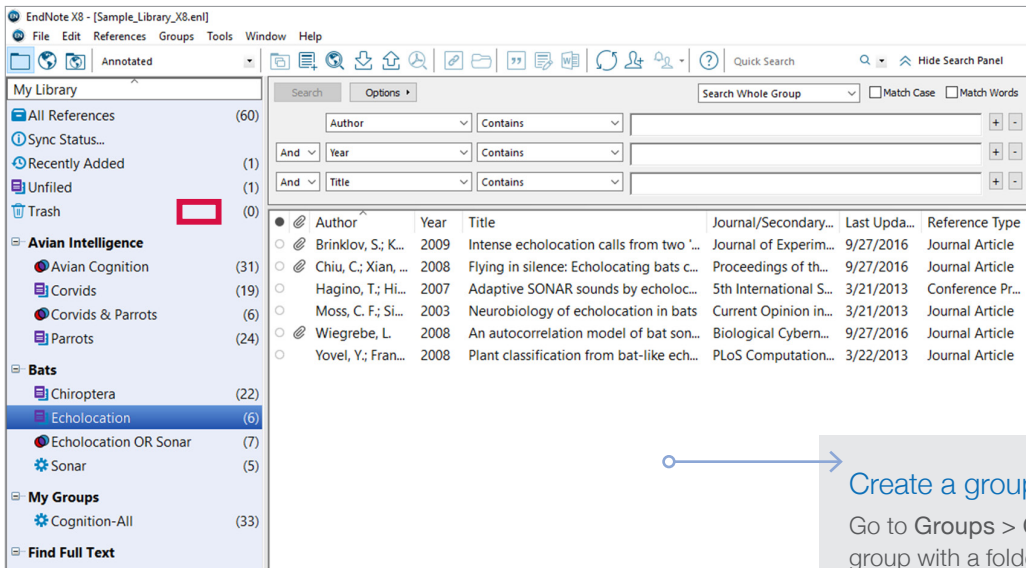 EndNote X8 - [Sample_Library_X8.enl]
File Edit References Groups Tools Window Help
Annotated Quick Search Hide Search Panel
My Library
All References (60)
Sync Status...
Recently Added (1)
Unfiled (1)
Trash (0)
Avian Intelligence
Avian Cognition (31)
Corvids (19)
Corvids & Parrots (6)
Parrots (24)
Bats
Chiroptera (22)
Echolocation (6)
Echolocation OR Sonar (7)
Sonar (5)
My Groups
Cognition-All (33)
Find Full Text
Search Options Search Whole Group Match Case Match Words
Author Contains + -
And Year Contains + -
And Title Contains + -
Author Year Title Journal/Secondary... Last Upda... Reference Type
Brinklov, S.; K... 2009 Intense echolocation calls from two '... Journal of Experim... 9/27/2016 Journal Article
Chiu, C.; Xian, ... 2008 Flying in silence: Echolocating bats c... Proceedings of th... 9/27/2016 Journal Article
Hagino, T.; Hi... 2007 Adaptive SONAR sounds by echoloc... 5th International S... 3/21/2013 Conference Pr...
Moss, C. F.; Si... 2003 Neurobiology of echolocation in bats Current Opinion in... 3/21/2013 Journal Article
Wiegrebe, L. 2008 An autocorrelation model of bat son... Biological Cybern... 9/27/2016 Journal Article
Yovel, Y.; Fran... 2008 Plant classification from bat-like ech... PLoS Computation... 3/22/2013 Journal Article
Create a group
Go to Groups >
group with a fold